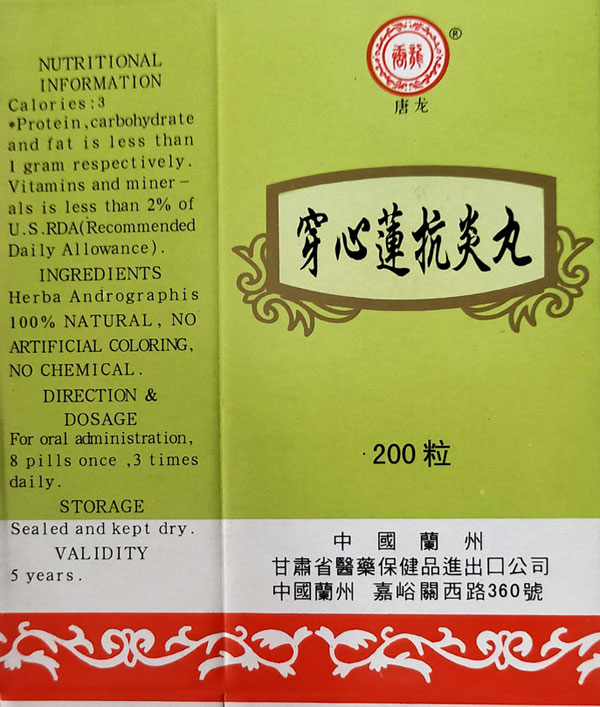 NUTRITIONAL
INFORMATION
Calories:3
*Protein,carbohydrate
and fat is less than
1 gram respectively.
Vitamins and miner-
als is less than 2% of
U.S.RDA(Recommended
Daily Allowance).
INGREDIENTS
Herba Andrographis
100% NATURAL, NO
ARTIFICIAL COLORING,
NO CHEMICAL.
DIRECTION &
DOSAGE
For oral administration,
8 pills once ,3 times
daily.
STORAGE
Sealed and kept dry.
VALIDITY
5 years.
®
唐龙
穿心蓮抗炎丸
200粒
中國蘭州
甘肅省醫藥保健品進出口公司
中國蘭州 嘉峪關西路360號